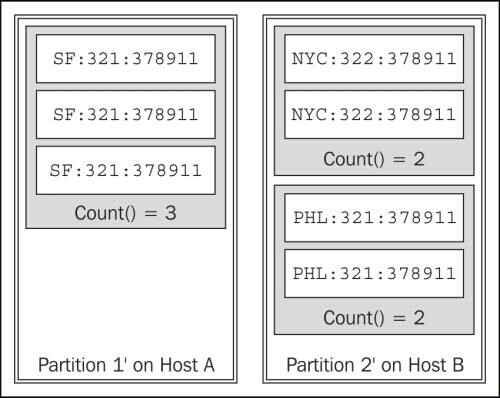 SF:321:378911
SF:321:378911
SF:321:378911
Count() = 3
Partition 1' on Host A
NYC:322:378911
NYC:322:378911
Count() = 2
PHL:321:378911
PHL:321:378911
Count() = 2
Partition 2' on Host B